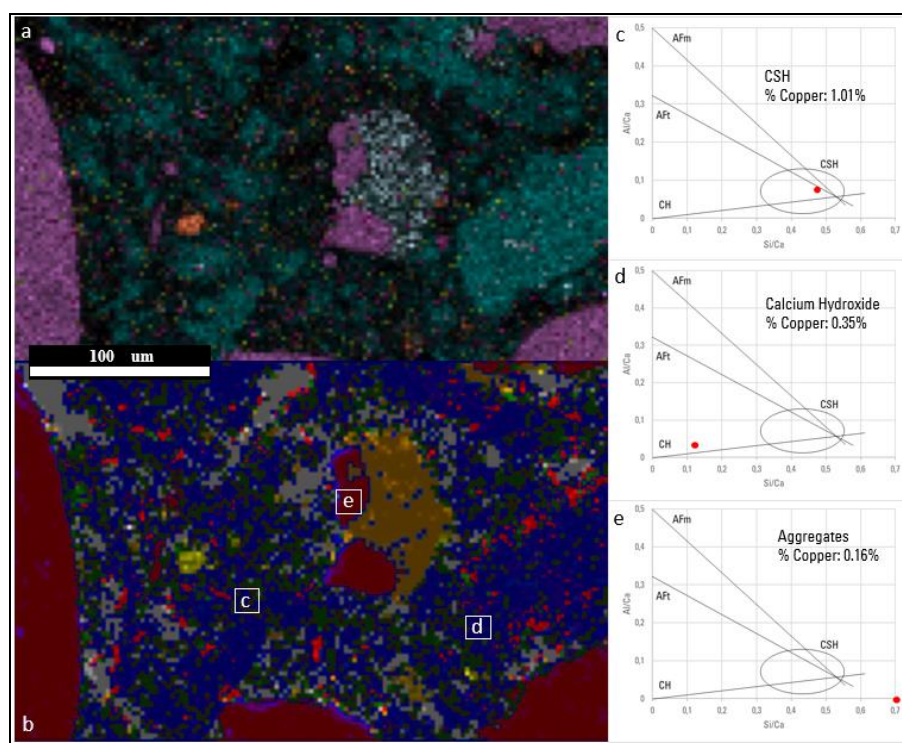 a
100 um
b
c
d
e
c
0,5
0,4
0,3
0,2
0,1
0
Al/Ca
AFm
AFt
CH
CSH
CSH
% Copper: 1.01%
0
0,1
0,2
0,3
0,4
0,5
0,6
0,7
Si/Ca
d
0,5
0,4
0,3
0,2
0,1
0
Al/Ca
AFm
AFt
CH
CSH
Calcium Hydroxide
% Copper: 0.35%
0
0,1
0,2
0,3
0,4
0,5
0,6
0,7
Si/Ca
e
0,5
0,4
0,3
0,2
0,1
0
Al/Ca
AFm
AFt
CH
CSH
Aggregates
% Copper: 0.16%
0
0,1
0,2
0,3
0,4
0,5
0,6
0,7
Si/Ca